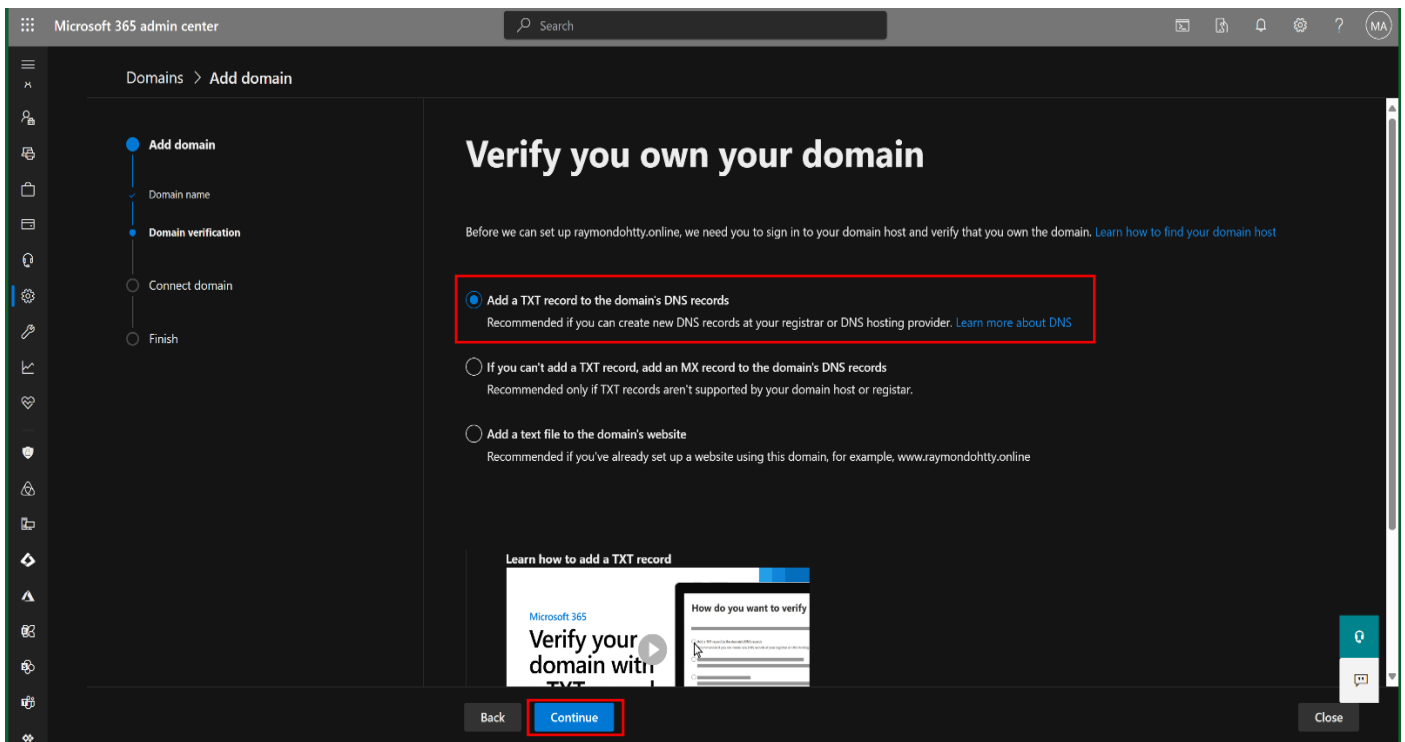 Microsoft 365 admin center
Search
MA
Domains > Add domain
Add domain
Domain name
Domain verification
Connect domain
Finish
Verify you own your domain
Before we can set up raymondohtty.online, we need you to sign in to your domain host and verify that you own the domain. Learn how to find your domain host
Add a TXT record to the domain's DNS records
Recommended if you can create new DNS records at your registrar or DNS hosting provider. Learn more about DNS
If you can't add a TXT record, add an MX record to the domain's DNS records
Recommended only if TXT records aren't supported by your domain host or registar.
Add a text file to the domain's website
Recommended if you've already set up a website using this domain, for example, www.raymondohtty.online
Learn how to add a TXT record
Microsoft 365
Verify your
domain with
a TXT record
How do you want to verify
Back
Continue
Close